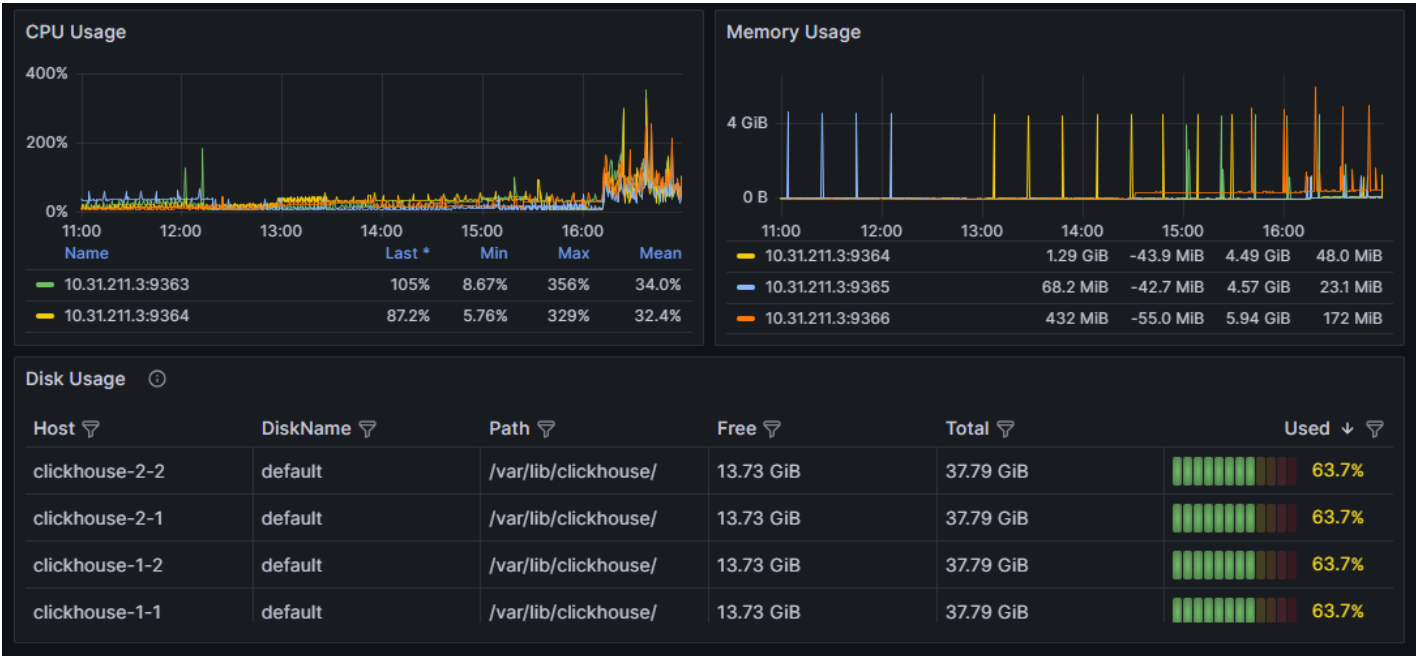 CPU Usage
400%
200%
0%
11:00 12:00 13:00 14:00 15:00 16:00
Name Last * Min Max Mean
10.31.211.3:9363 105% 8.67% 356% 34.0%
10.31.211.3:9364 87.2% 5.76% 329% 32.4%
Memory Usage
4 GiB
0 B
11:00 12:00 13:00 14:00 15:00 16:00
10.31.211.3:9364 1.29 GiB -43.9 MiB 4.49 GiB 48.0 MiB
10.31.211.3:9365 68.2 MiB -42.7 MiB 4.57 GiB 23.1 MiB
10.31.211.3:9366 432 MiB -55.0 MiB 5.94 GiB 172 MiB
Disk Usage
Host DiskName Path Free Total Used
clickhouse-2-2 default /var/lib/clickhouse/ 13.73 GiB 37.79 GiB 63.7%
clickhouse-2-1 default /var/lib/clickhouse/ 13.73 GiB 37.79 GiB 63.7%
clickhouse-1-2 default /var/lib/clickhouse/ 13.73 GiB 37.79 GiB 63.7%
clickhouse-1-1 default /var/lib/clickhouse/ 13.73 GiB 37.79 GiB 63.7%